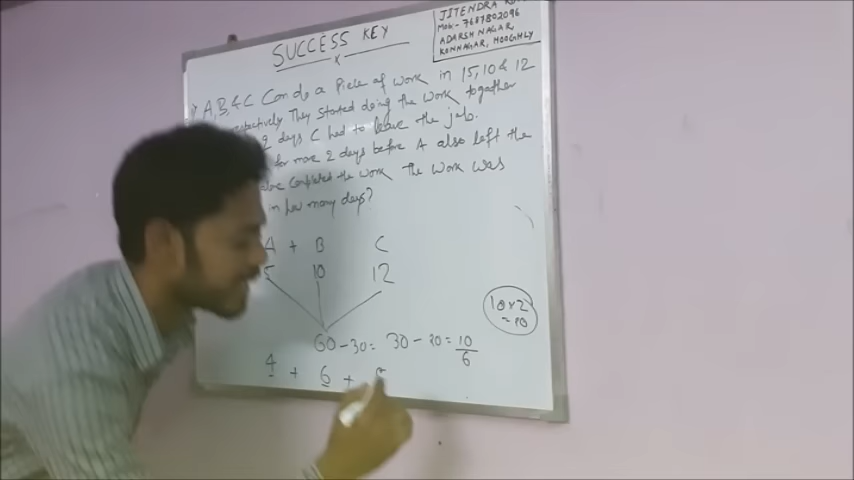 SUCCESS KEY
x
JITENDRA
Mob:- 7687802096
ADARSH NAGAR,
KONNAGAR, HOOGHLY
A, B, & C Can do a Piece of work in 15, 10 & 12
They started doing the work together
days C had to leave the job.
for more 2 days before A also left the
completed the work The work was
in how many days?
A + B C
5 10 12
60 - 30 = 30 - 20 = 10
6
4 + 6 +
10 x 2
= 20